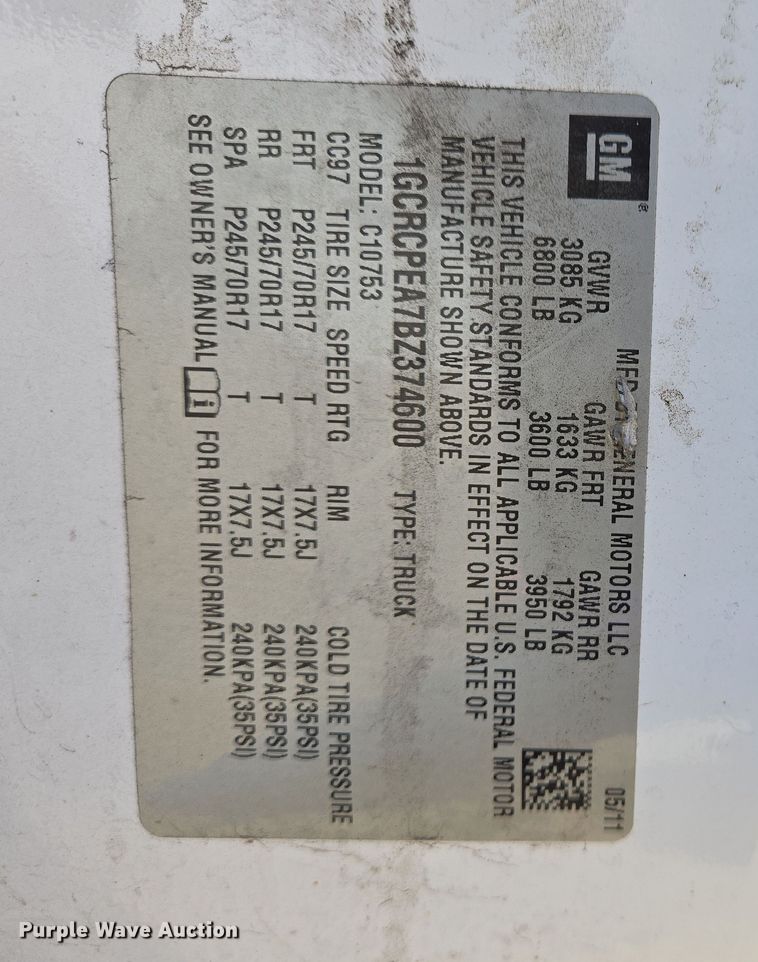 GM®
MFD BY GENERAL MOTORS LLC 05/11
GVWR GAWR FRT GAWR RR
3085 KG 1633 KG 1792 KG
6800 LB 3600 LB 3950 LB
THIS VEHICLE CONFORMS TO ALL APPLICABLE U.S. FEDERAL MOTOR
VEHICLE SAFETY STANDARDS IN EFFECT ON THE DATE OF
MANUFACTURE SHOWN ABOVE.
1GCRCPEA7BZ374600 TYPE: TRUCK
MODEL: C10753
CC97 TIRE SIZE SPEED RTG RIM COLD TIRE PRESSURE
FRT P245/70R17 T 17X7.5J 240KPA(35PSI)
RR P245/70R17 T 17X7.5J 240KPA(35PSI)
SPA P245/70R17 T 17X7.5J 240KPA(35PSI)
SEE OWNER'S MANUAL i FOR MORE INFORMATION.
Purple Wave Auction